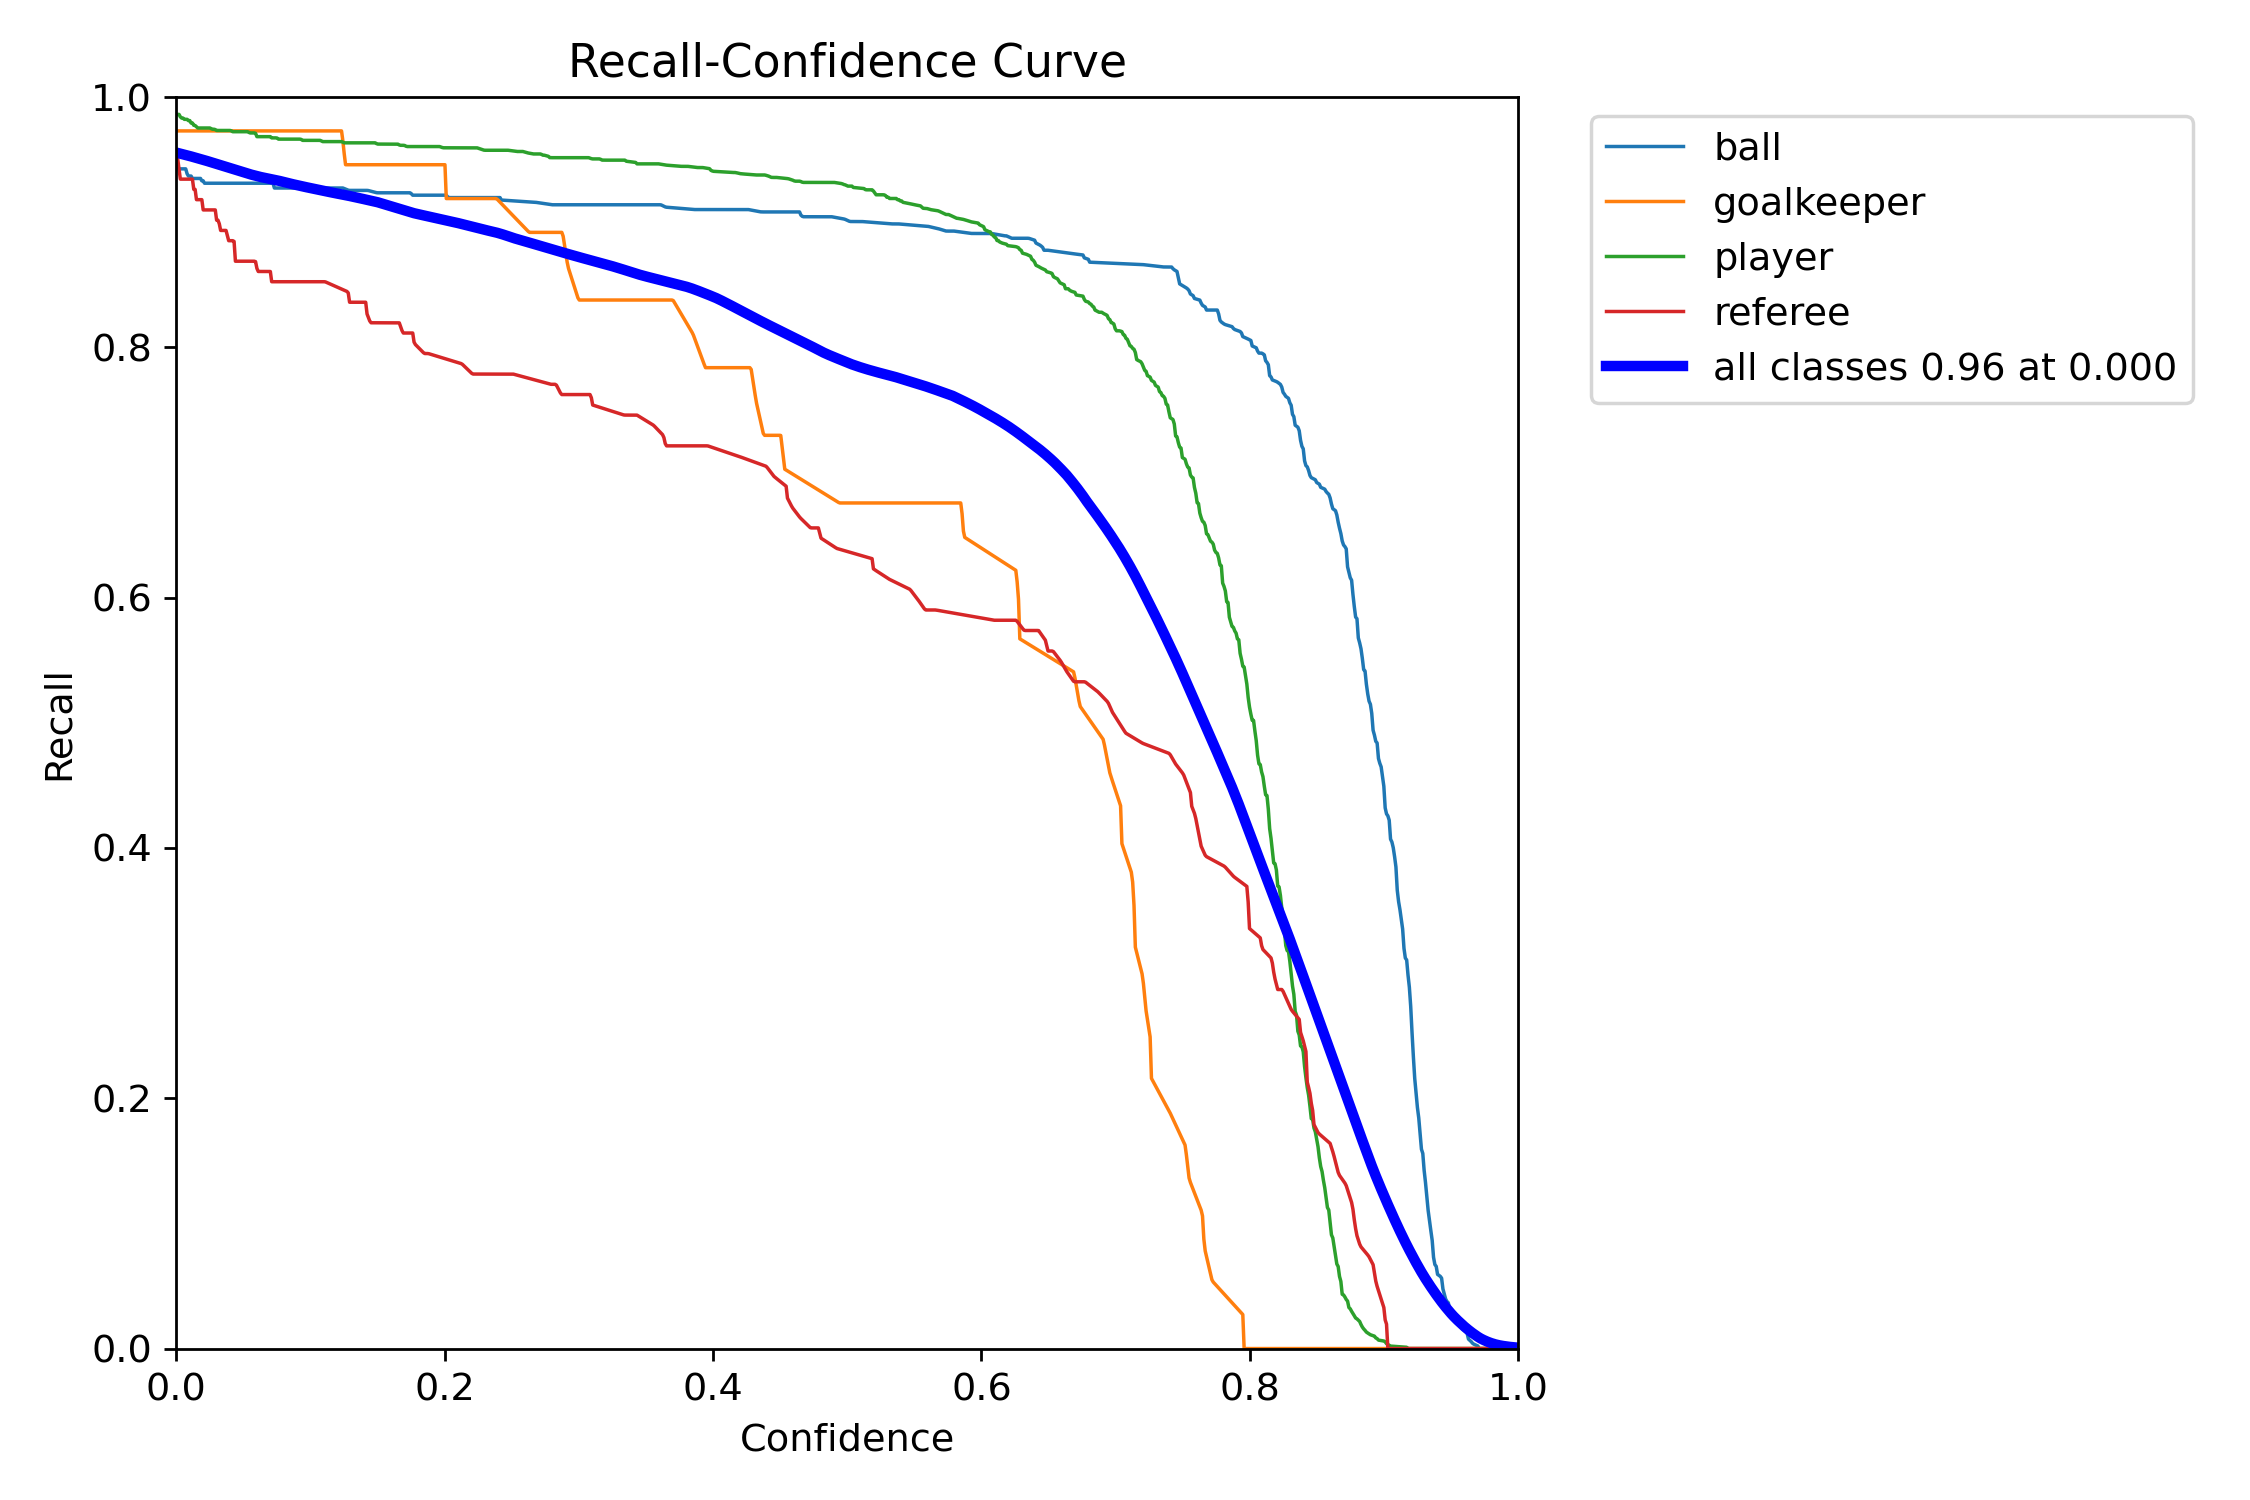 Recall-Confidence Curve
1.0
0.8
0.6
0.4
0.2
0.0
Recall
0.0 0.2 0.4 0.6 0.8 1.0
Confidence
ball
goalkeeper
player
referee
all classes 0.96 at 0.000